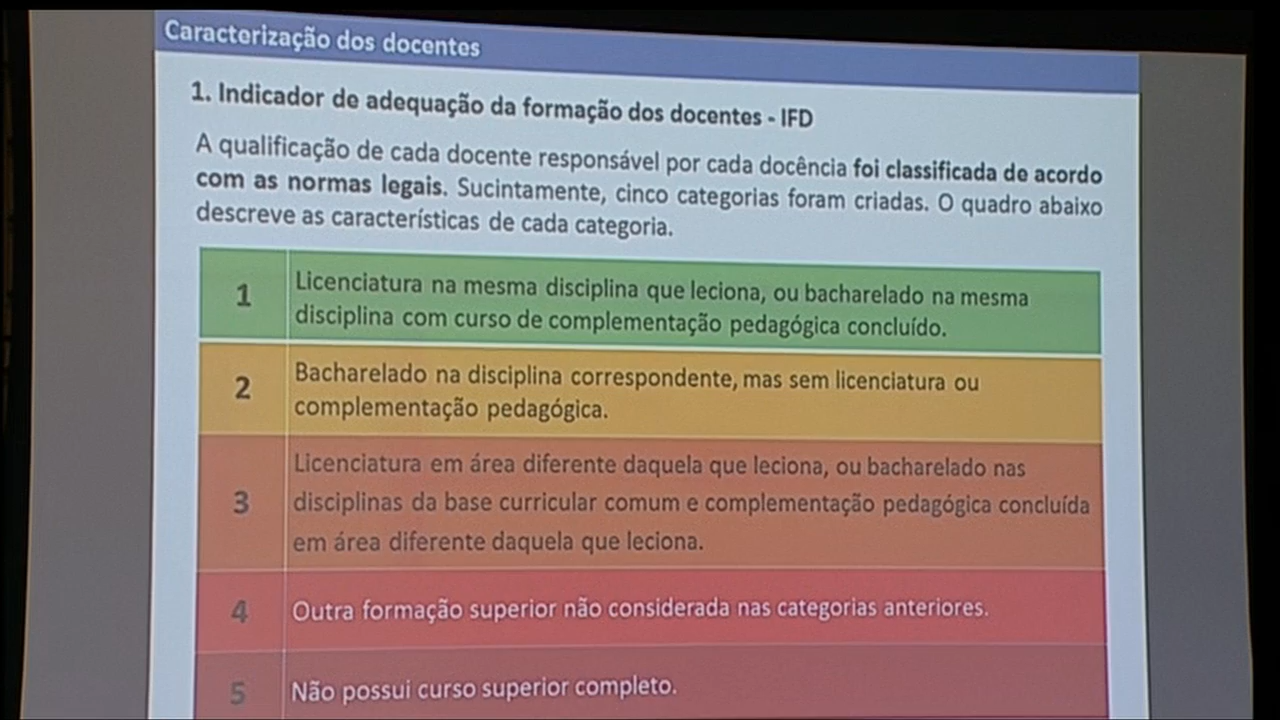 Caracterização dos docentes
1. Indicador de adequação da formação dos docentes - IFD
A qualificação de cada docente responsável por cada docência foi classificada de acordo
com as normas legais. Sucintamente, cinco categorias foram criadas. O quadro abaixo
descreve as características de cada categoria.
1
Licenciatura na mesma disciplina que leciona, ou bacharelado na mesma
disciplina com curso de complementação pedagógica concluído.
2
Bacharelado na disciplina correspondente, mas sem licenciatura ou
complementação pedagógica.
3
Licenciatura em área diferente daquela que leciona, ou bacharelado nas
disciplinas da base curricular comum e complementação pedagógica concluída
em área diferente daquela que leciona.
4
Outra formação superior não considerada nas categorias anteriores.
5
Não possui curso superior completo.